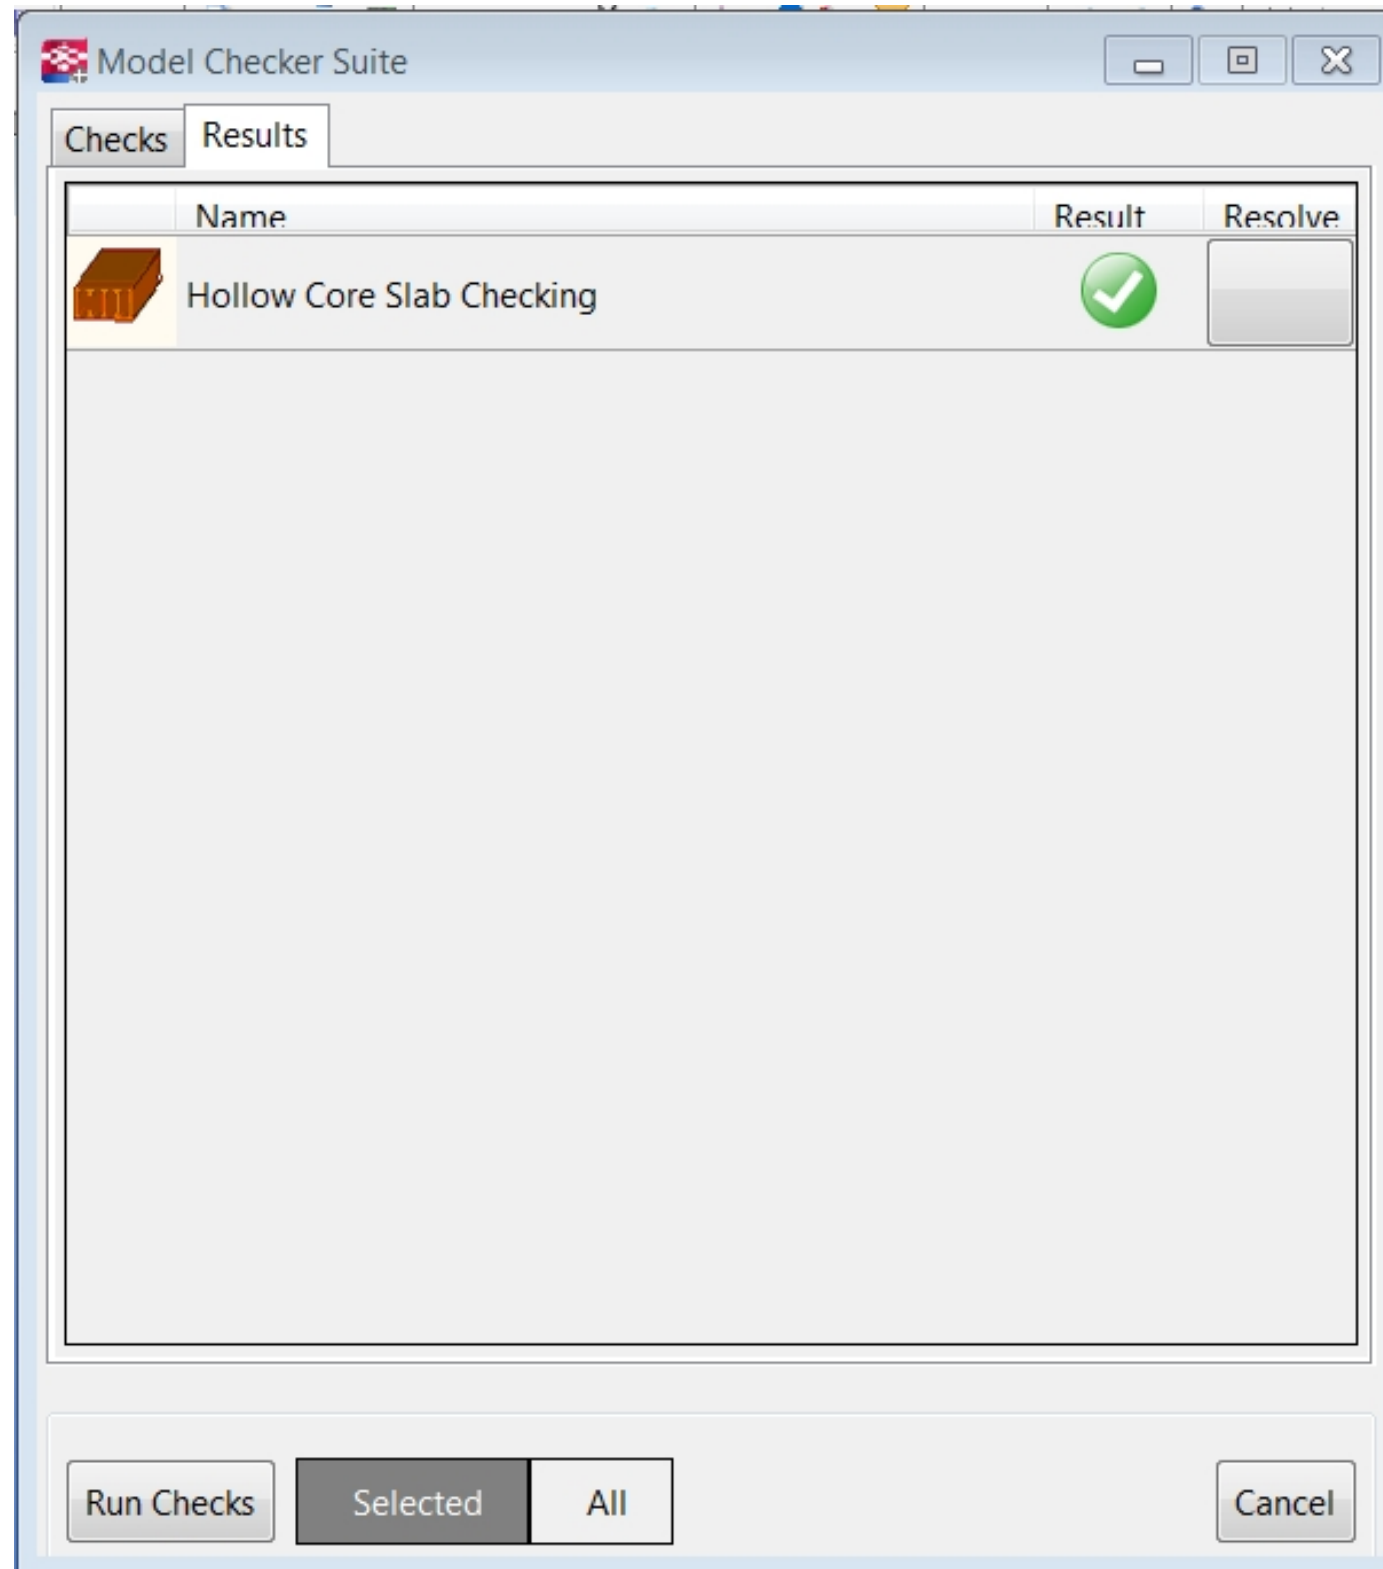 Model Checker Suite
Checks Results
Name Result Resolve
Hollow Core Slab Checking
Run Checks Selected All Cancel